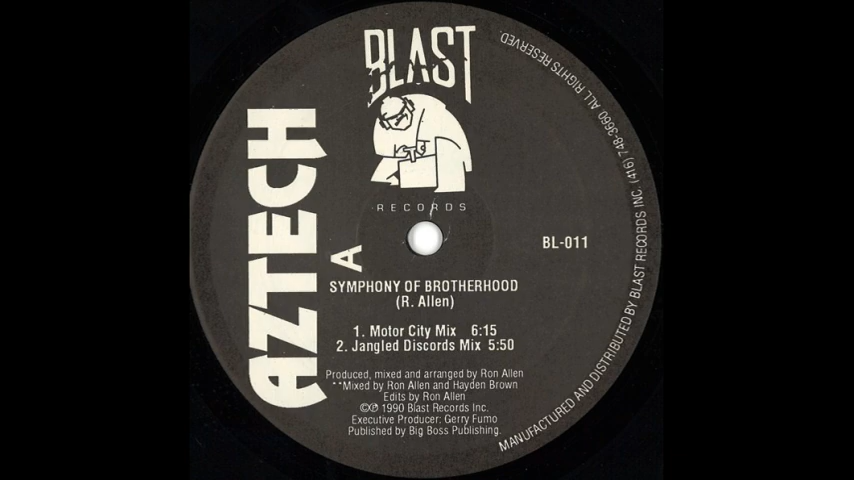 BLAST
RECORDS
AZTECH
A
BL-011
SYMPHONY OF BROTHERHOOD
(R. Allen)
1. Motor City Mix 6:15
2. Jangled Discords Mix 5:50
Produced, mixed and arranged by Ron Allen
**Mixed by Ron Allen and Hayden Brown
Edits by Ron Allen
©℗ 1990 Blast Records Inc.
Executive Producer: Gerry Fumo
Published by Big Boss Publishing.
MANUFACTURED AND DISTRIBUTED BY BLAST RECORDS INC. (416) 748-3660 ALL RIGHTS RESERVED.